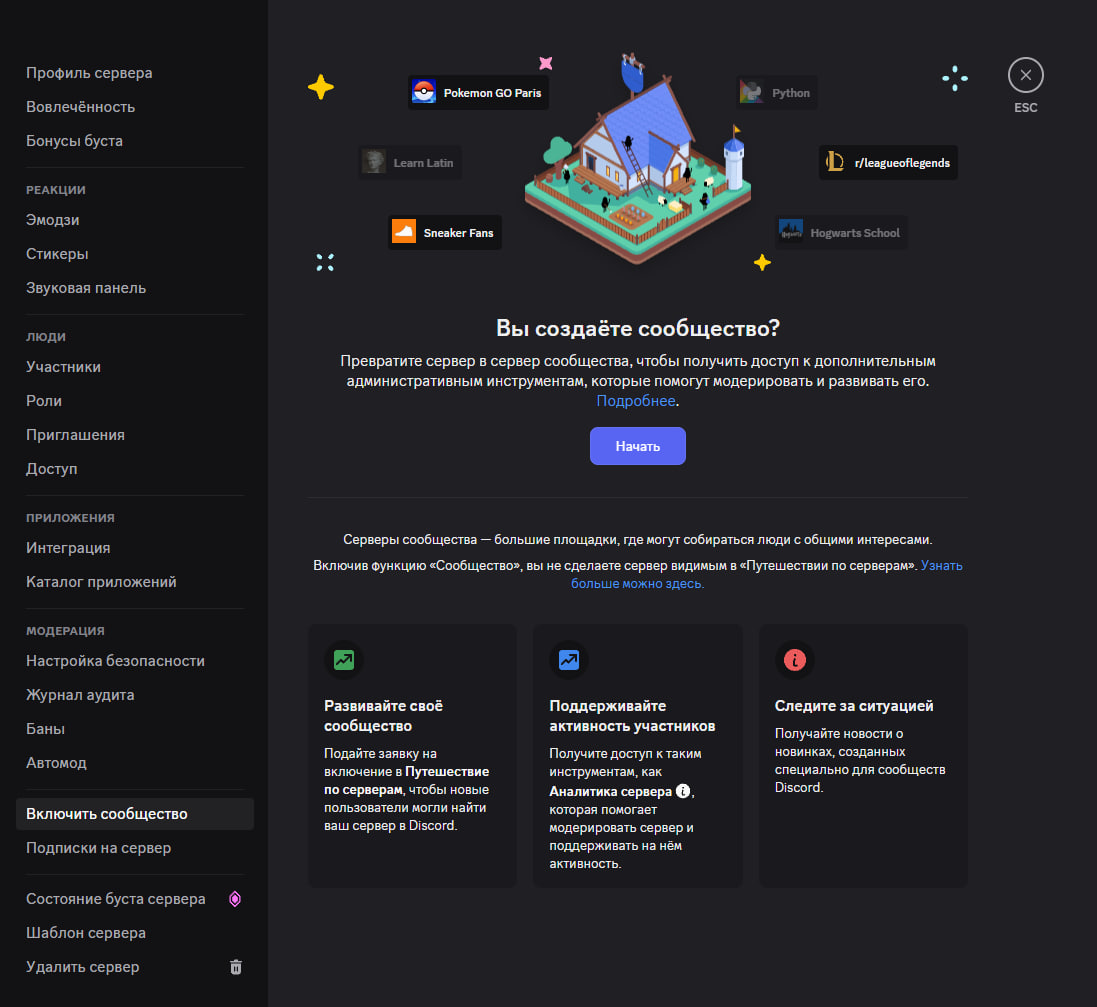 Профиль сервера
Вовлечённость
Бонусы буста
РЕАКЦИИ
Эмодзи
Стикеры
Звуковая панель
ЛЮДИ
Участники
Роли
Приглашения
Доступ
ПРИЛОЖЕНИЯ
Интеграция
Каталог приложений
МОДЕРАЦИЯ
Настройка безопасности
Журнал аудита
Баны
Автомод
Включить сообщество
Подписки на сервер
Состояние буста сервера
Шаблон сервера
Удалить сервер
Pokemon GO Paris
Python
ESC
Learn Latin
r/leagueoflegends
Sneaker Fans
Hogwarts School
Вы создаёте сообщество?
Превратите сервер в сервер сообщества, чтобы получить доступ к дополнительным
административным инструментам, которые помогут модерировать и развивать его.
Подробнее.
Начать
Серверы сообщества — большие площадки, где могут собираться люди с общими интересами.
Включив функцию «Сообщество», вы не сделаете сервер видимым в «Путешествии по серверам». Узнать
больше можно здесь.
Развивайте своё
сообщество
Подайте заявку на
включение в Путешествие
по серверам, чтобы новые
пользователи могли найти
ваш сервер в Discord.
Поддерживайте
активность участников
Получите доступ к таким
инструментам, как
Аналитика сервера i,
которая помогает
модерировать сервер и
поддерживать на нём
активность.
Следите за ситуацией
Получайте новости о
новинках, созданных
специально для сообществ
Discord.